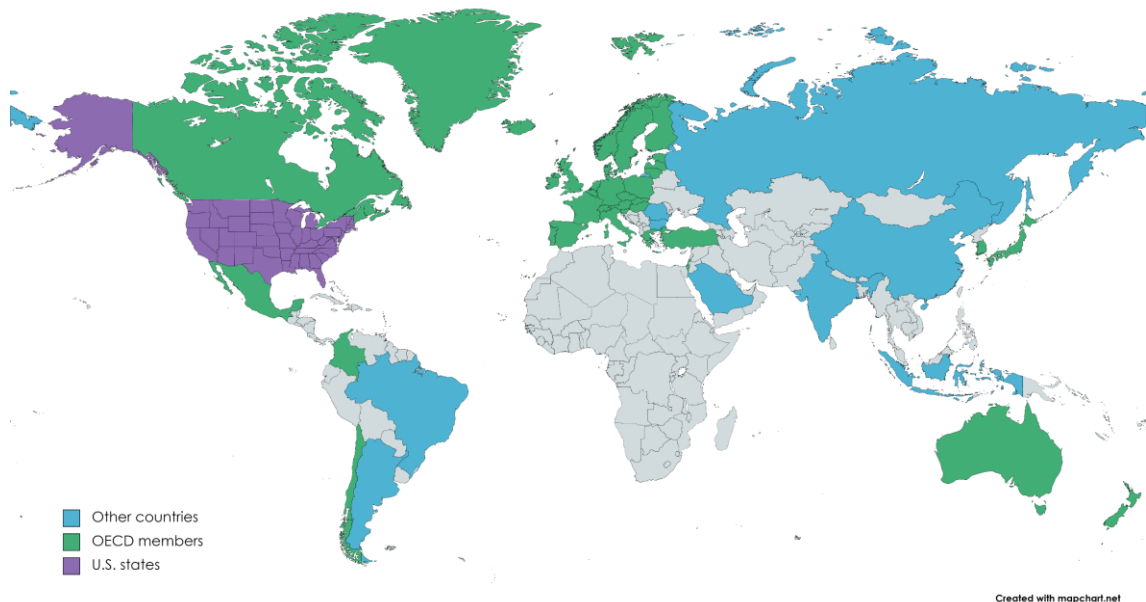 Other countries
OECD members
U.S. states
Created with mapchart.net